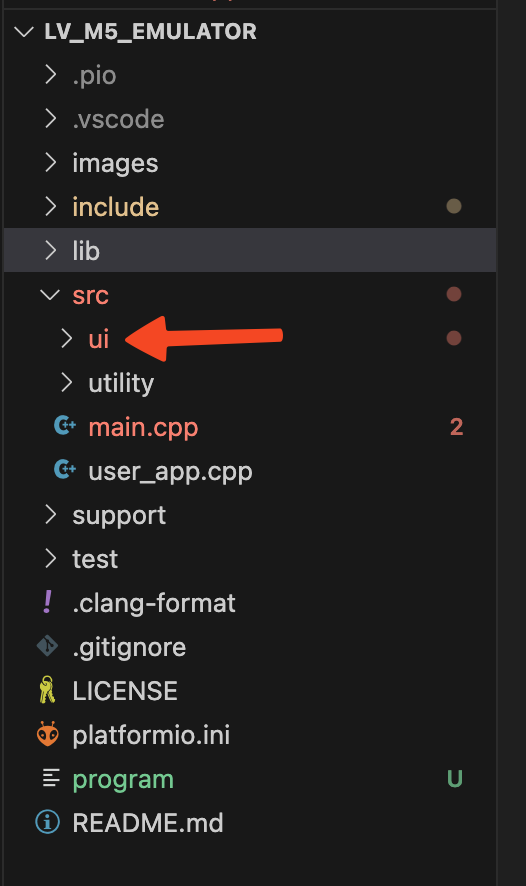 LV_M5_EMULATOR
.pio
.vscode
images
include
lib
src
ui
utility
main.cpp 2
user_app.cpp
support
test
.clang-format
.gitignore
LICENSE
platformio.ini
program U
README.md